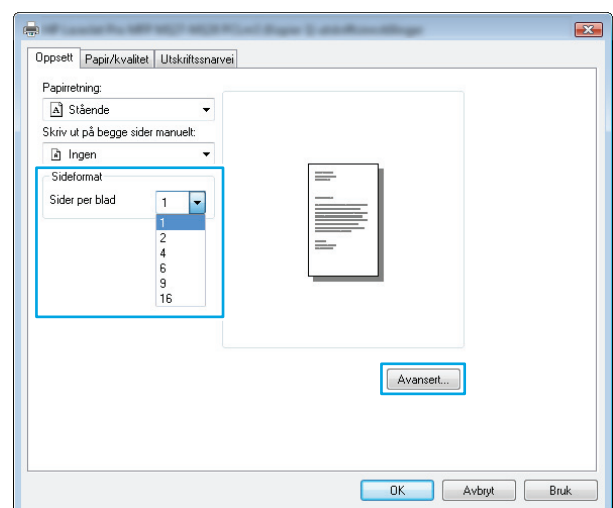 Oppsett Papir/kvalitet Utskriftssnarvei
Papirretning:
Stående
Skriv ut på begge sider manuelt:
Ingen
Sideformat
Sider per blad 1
1
2
4
6
9
16
Avansert...
OK Avbryt Bruk